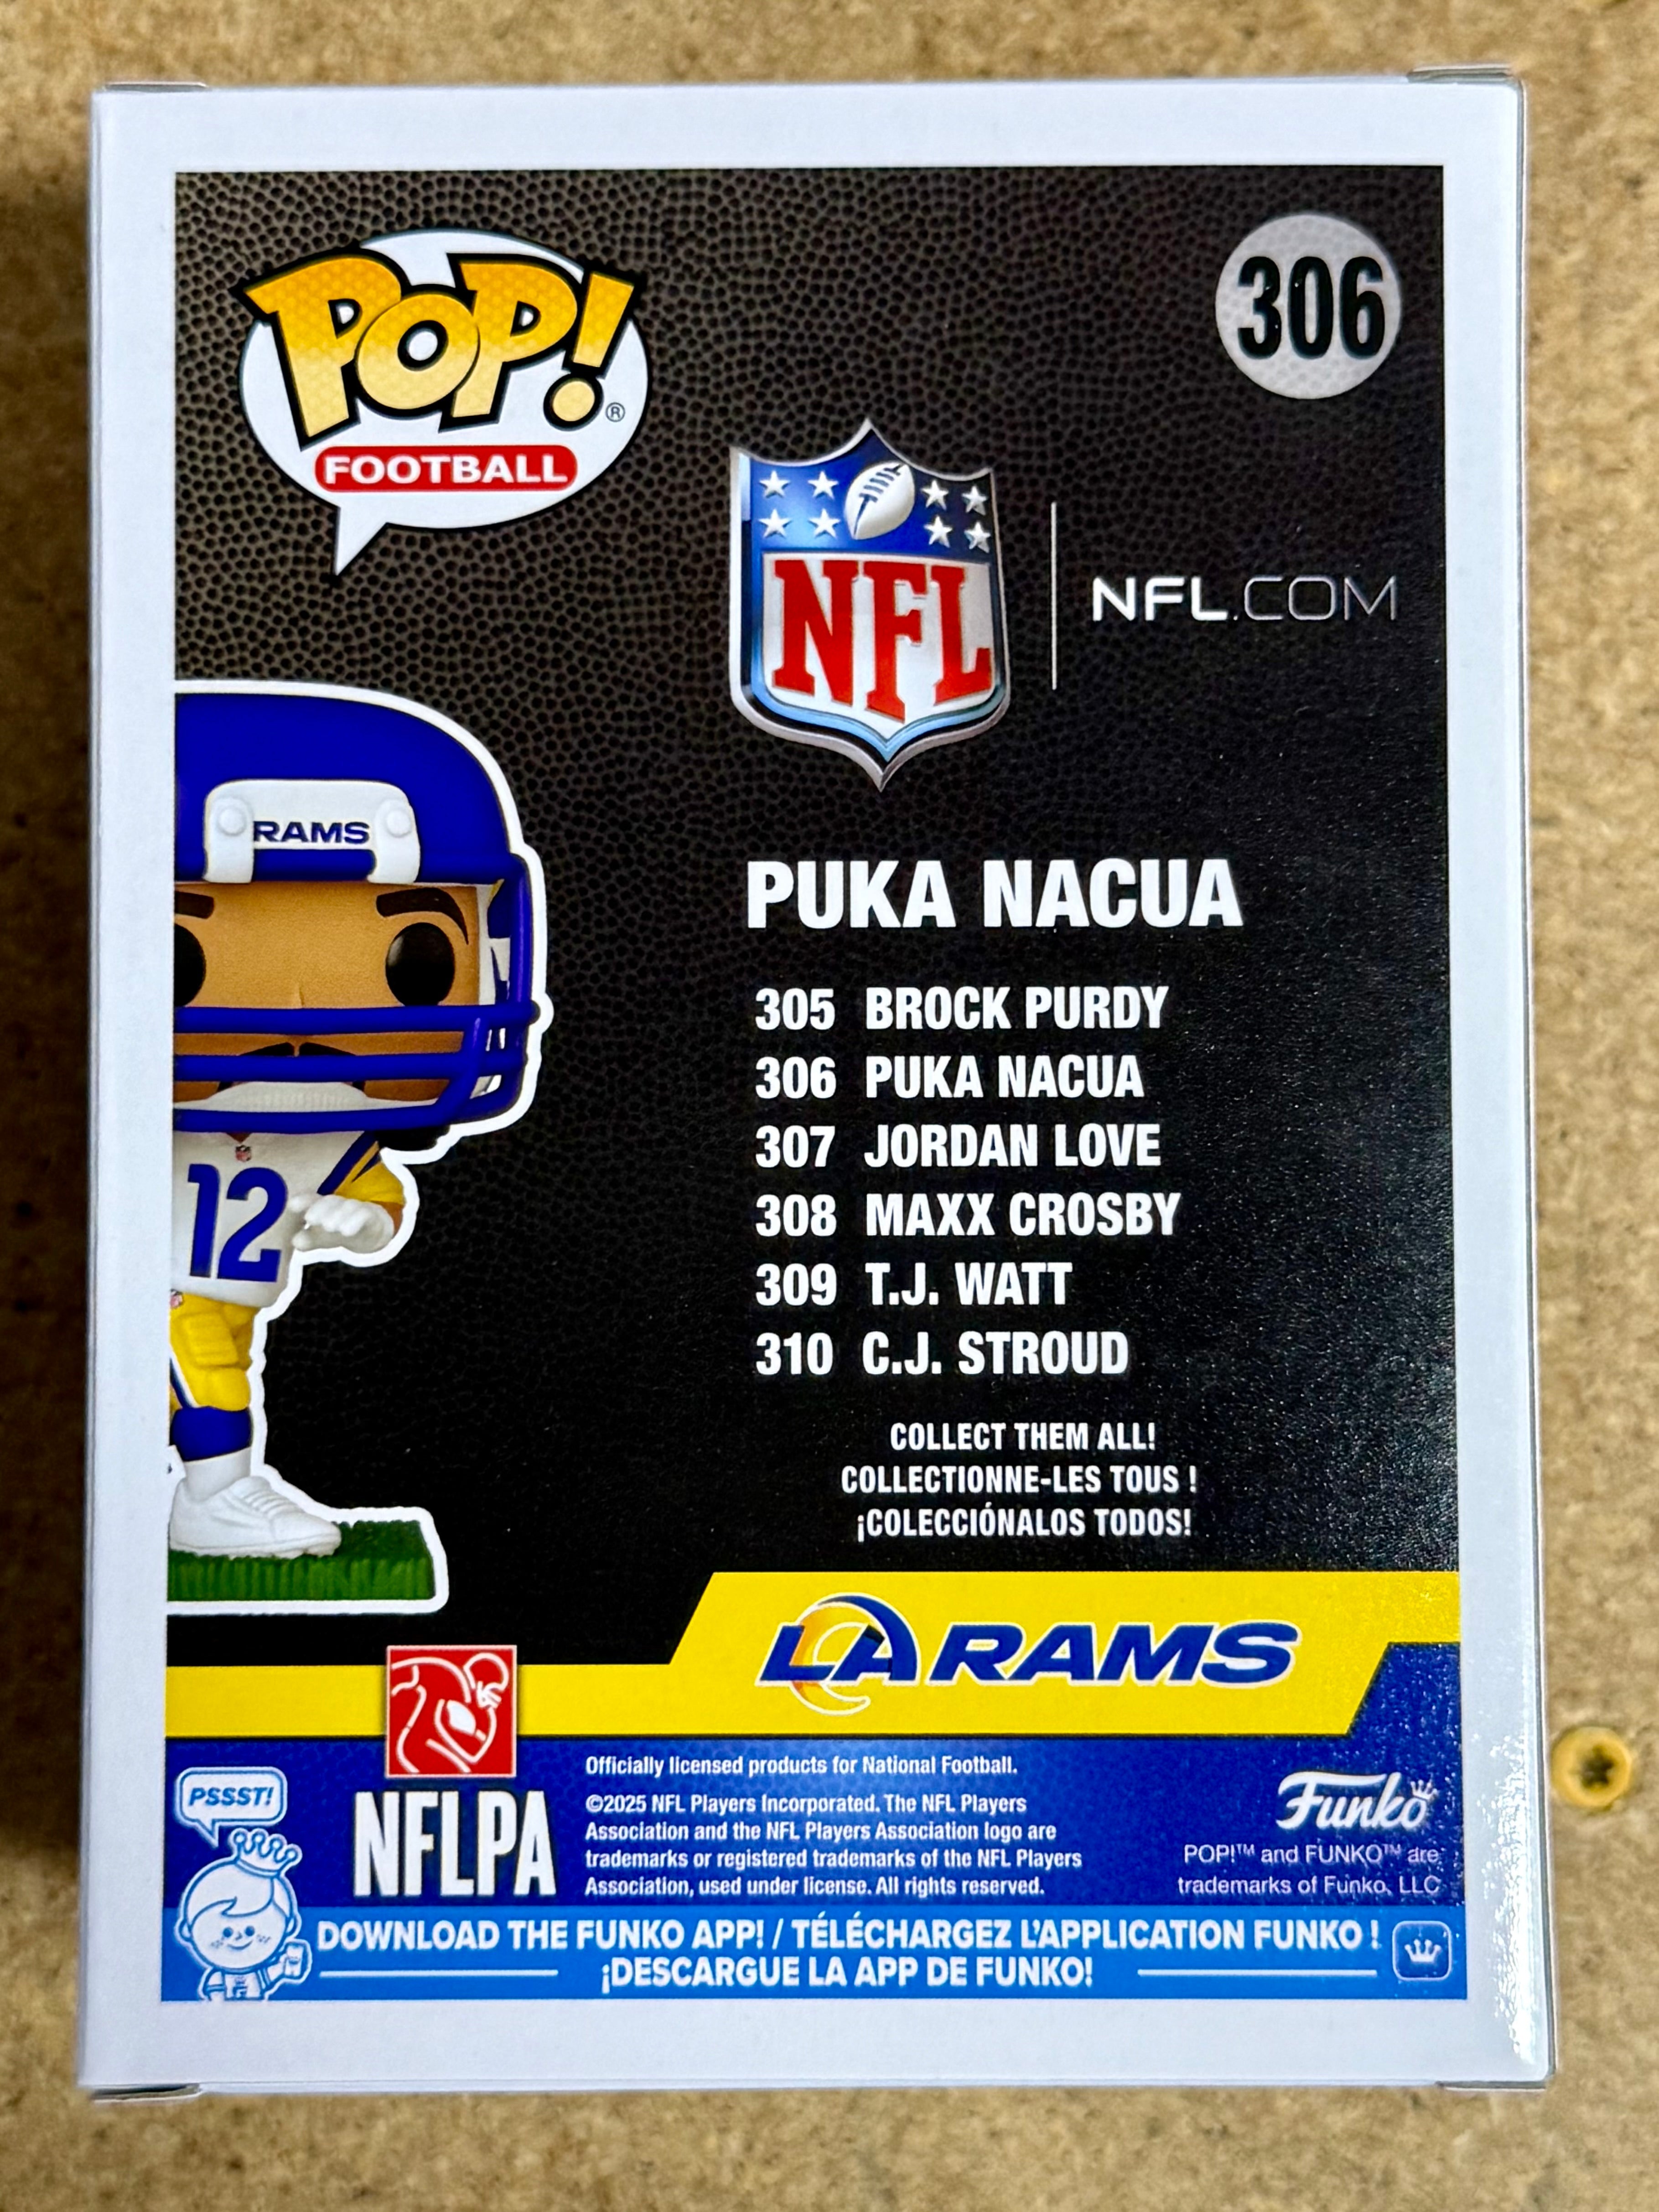 POP!®
FOOTBALL
306
NFL
NFL.COM
RAMS
12
PUKA NACUA
305 BROCK PURDY
306 PUKA NACUA
307 JORDAN LOVE
308 MAXX CROSBY
309 T.J. WATT
310 C.J. STROUD
COLLECT THEM ALL!
COLLECTIONNE-LES TOUS !
¡COLECCIÓNALOS TODOS!
LA RAMS
NFLPA
Officially licensed products for National Football.
©2025 NFL Players Incorporated. The NFL Players
Association and the NFL Players Association logo are
trademarks or registered trademarks of the NFL Players
Association, used under license. All rights reserved.
Funko
POP!™ and FUNKO™ are
trademarks of Funko, LLC
PSSST!
DOWNLOAD THE FUNKO APP! / TÉLÉCHARGEZ L'APPLICATION FUNKO !
¡DESCARGUE LA APP DE FUNKO!